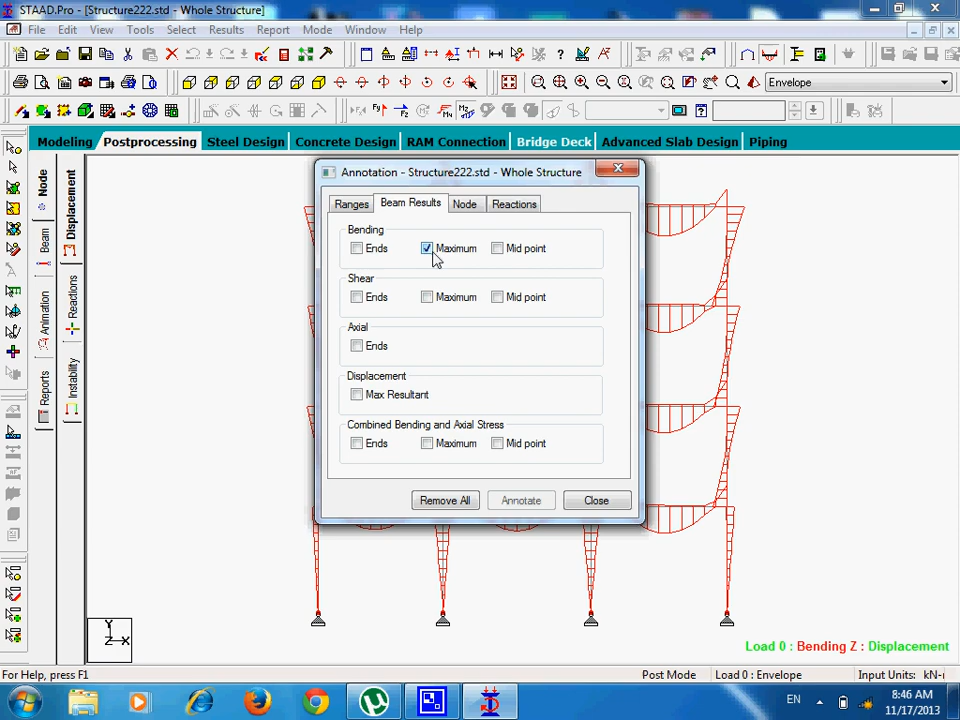 STAAD.Pro - [Structure222.std - Whole Structure]
File Edit View Tools Select Results Report Mode Window Help
Envelope
Modeling Postprocessing Steel Design Concrete Design RAM Connection Bridge Deck Advanced Slab Design Piping
Node
Beam
Animation
Reports
Displacement
Reactions
Instability
Annotation - Structure222.std - Whole Structure
Ranges Beam Results Node Reactions
Bending
Ends Maximum Mid point
Shear
Ends Maximum Mid point
Axial
Ends
Displacement
Max Resultant
Combined Bending and Axial Stress
Ends Maximum Mid point
Remove All Annotate Close
Y
Z X
Load 0 : Bending Z : Displacement
For Help, press F1
Post Mode Load 0 : Envelope Input Units: kN-
EN 8:46 AM
11/17/2013